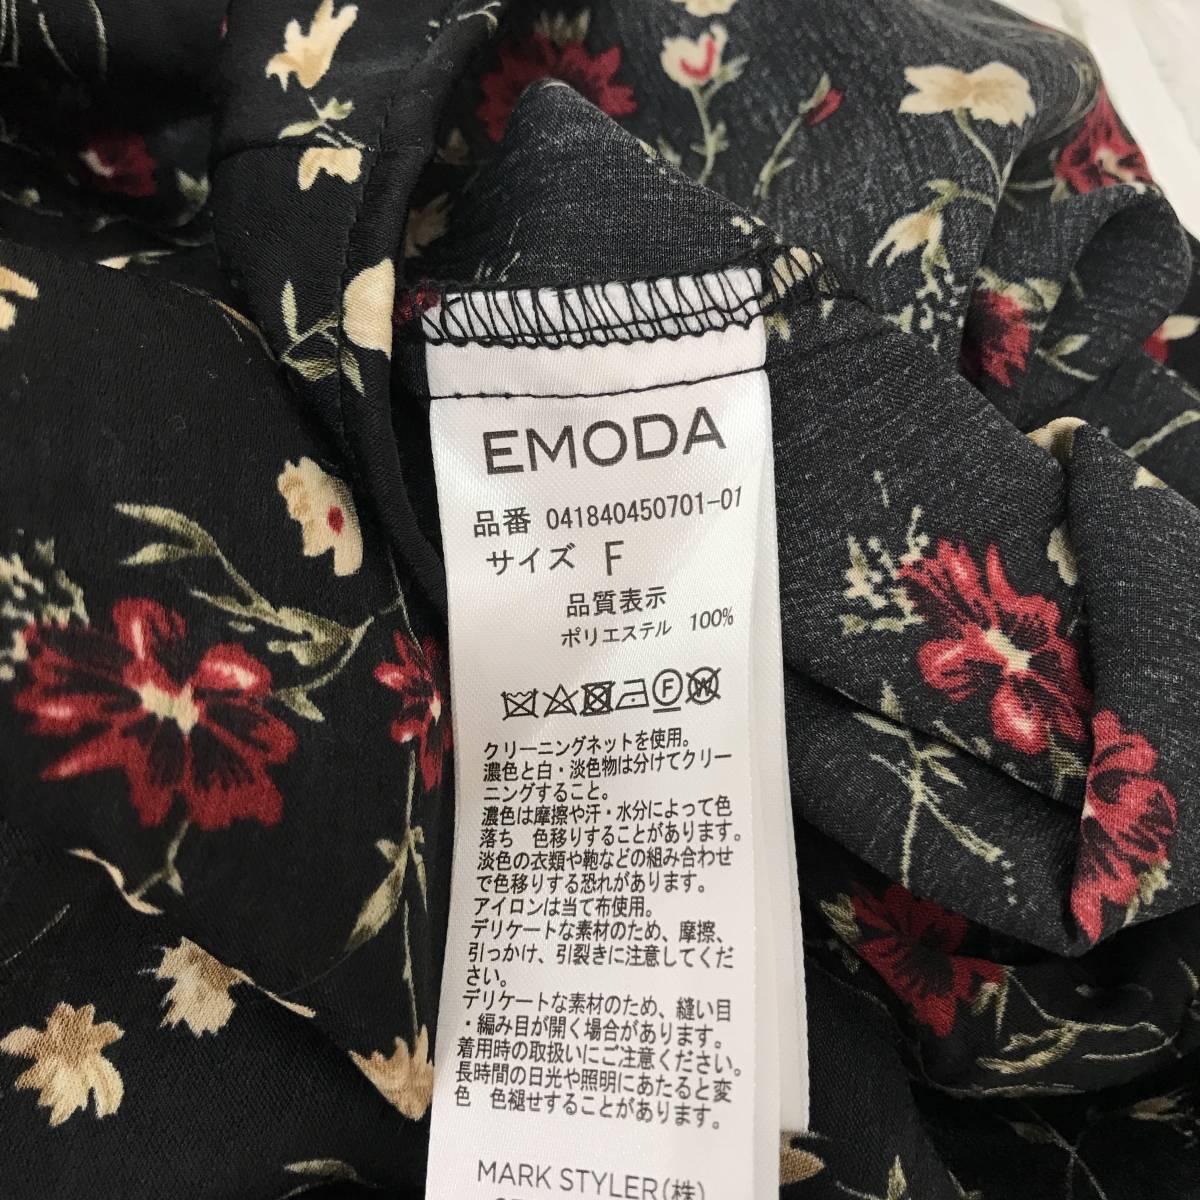 EMODA
品番 041840450701-01
サイズ F
品質表示
ポリエステル 100%
F W
クリーニングネットを使用。
濃色と白・淡色物は分けてクリー
ニングすること。
濃色は摩擦や汗・水分によって色
落ち 色移りすることがあります。
淡色の衣類や鞄などの組み合わせ
で色移りする恐れがあります。
アイロンは当て布使用。
デリケートな素材のため、摩擦、
引っかけ、引裂きに注意してくだ
さい。
デリケートな素材のため、縫い目
・編み目が開く場合があります。
着用時の取扱いにご注意ください。
長時間の日光や照明にあたると変
色 色褪せすることがあります。
MARK STYLER(株)